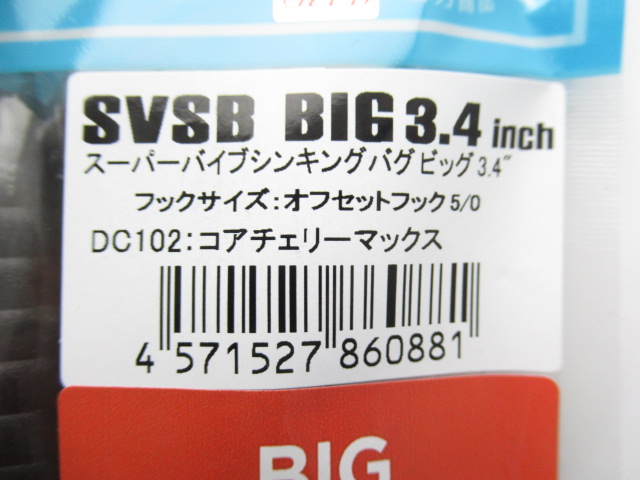 SVSB BIG 3.4 inch
スーパーバイブシンキングバグ ビッグ 3.4"
フックサイズ:オフセットフック 5/0
DC102:コアチェリーマックス
4 571527 860881
BIG